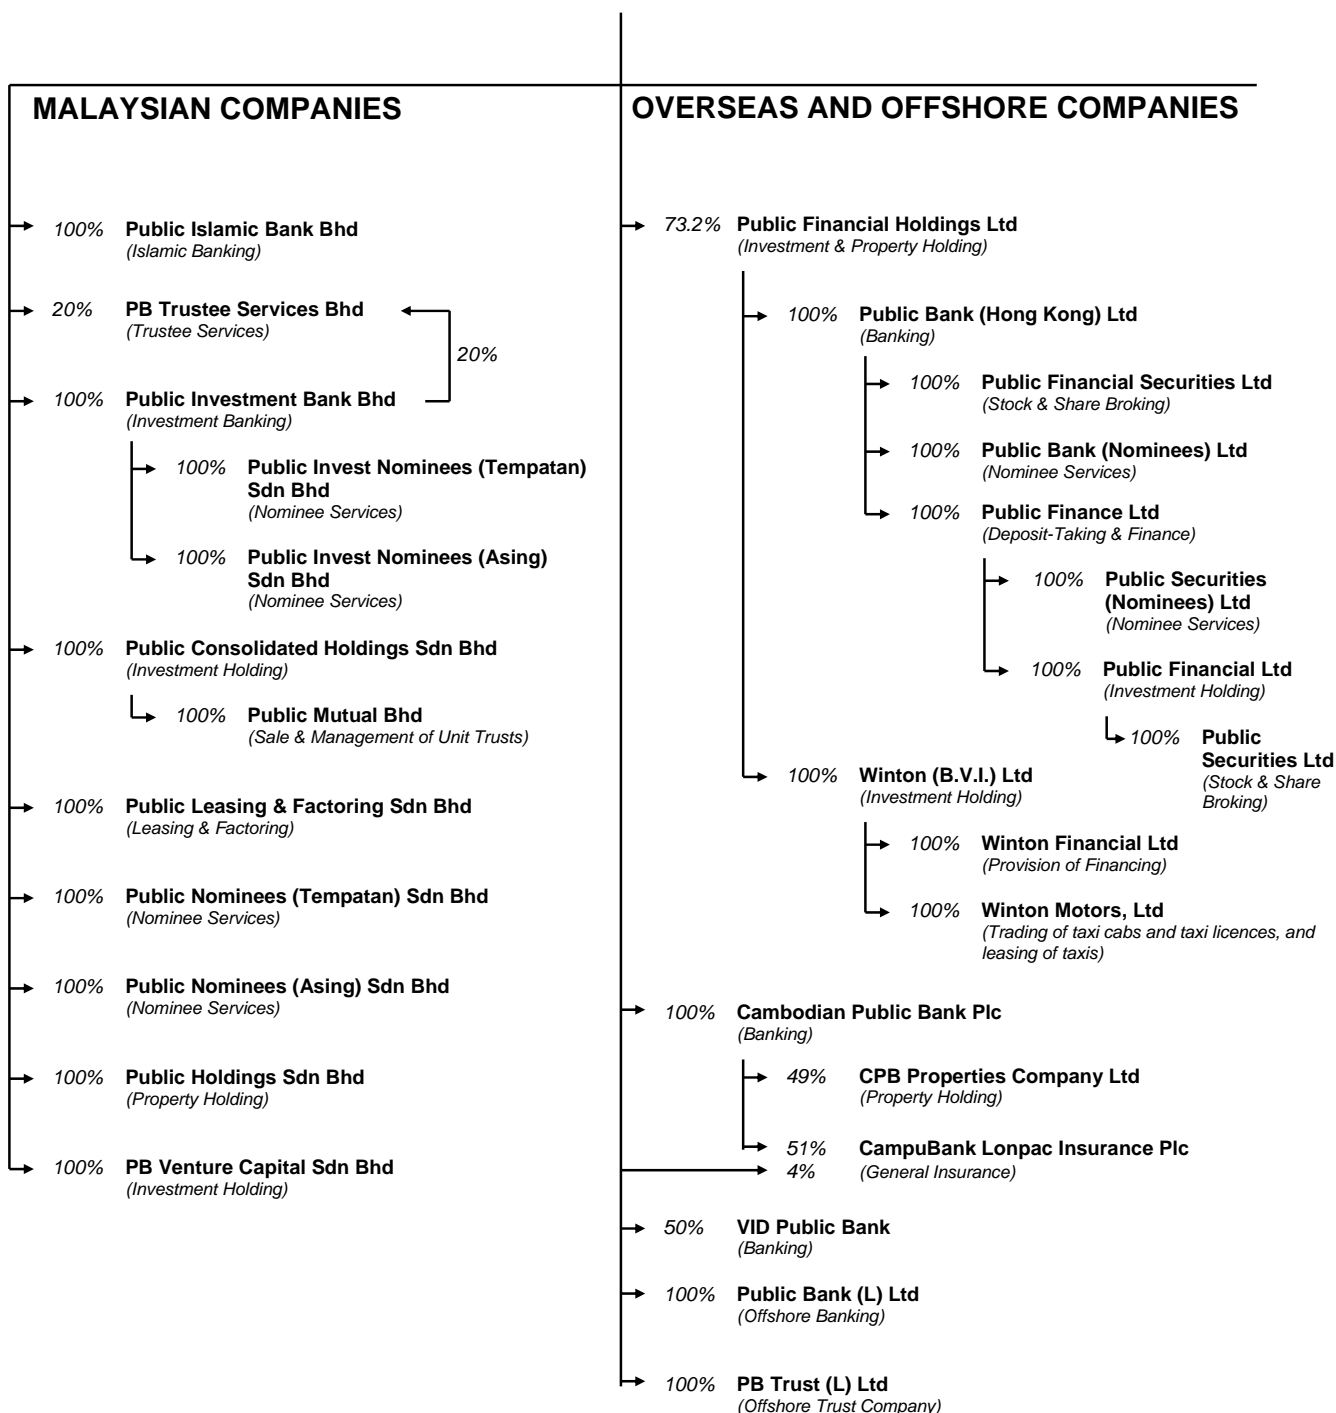 MALAYSIAN COMPANIES
100% Public Islamic Bank Bhd
(Islamic Banking)
20% PB Trustee Services Bhd
(Trustee Services)
20%
100% Public Investment Bank Bhd
(Investment Banking)
100% Public Invest Nominees (Tempatan)
Sdn Bhd
(Nominee Services)
100% Public Invest Nominees (Asing)
Sdn Bhd
(Nominee Services)
100% Public Consolidated Holdings Sdn Bhd
(Investment Holding)
100% Public Mutual Bhd
(Sale & Management of Unit Trusts)
100% Public Leasing & Factoring Sdn Bhd
(Leasing & Factoring)
100% Public Nominees (Tempatan) Sdn Bhd
(Nominee Services)
100% Public Nominees (Asing) Sdn Bhd
(Nominee Services)
100% Public Holdings Sdn Bhd
(Property Holding)
100% PB Venture Capital Sdn Bhd
(Investment Holding)
OVERSEAS AND OFFSHORE COMPANIES
73.2% Public Financial Holdings Ltd
(Investment & Property Holding)
100% Public Bank (Hong Kong) Ltd
(Banking)
100% Public Financial Securities Ltd
(Stock & Share Broking)
100% Public Bank (Nominees) Ltd
(Nominee Services)
100% Public Finance Ltd
(Deposit-Taking & Finance)
100% Public Securities
(Nominees) Ltd
(Nominee Services)
100% Public Financial Ltd
(Investment Holding)
100% Public
Securities Ltd
(Stock & Share
Broking)
100% Winton (B.V.I.) Ltd
(Investment Holding)
100% Winton Financial Ltd
(Provision of Financing)
100% Winton Motors, Ltd
(Trading of taxi cabs and taxi licences, and
leasing of taxis)
100% Cambodian Public Bank Plc
(Banking)
49% CPB Properties Company Ltd
(Property Holding)
51% CampuBank Lonpac Insurance Plc
4% (General Insurance)
50% VID Public Bank
(Banking)
100% Public Bank (L) Ltd
(Offshore Banking)
100% PB Trust (L) Ltd
(Offshore Trust Company)